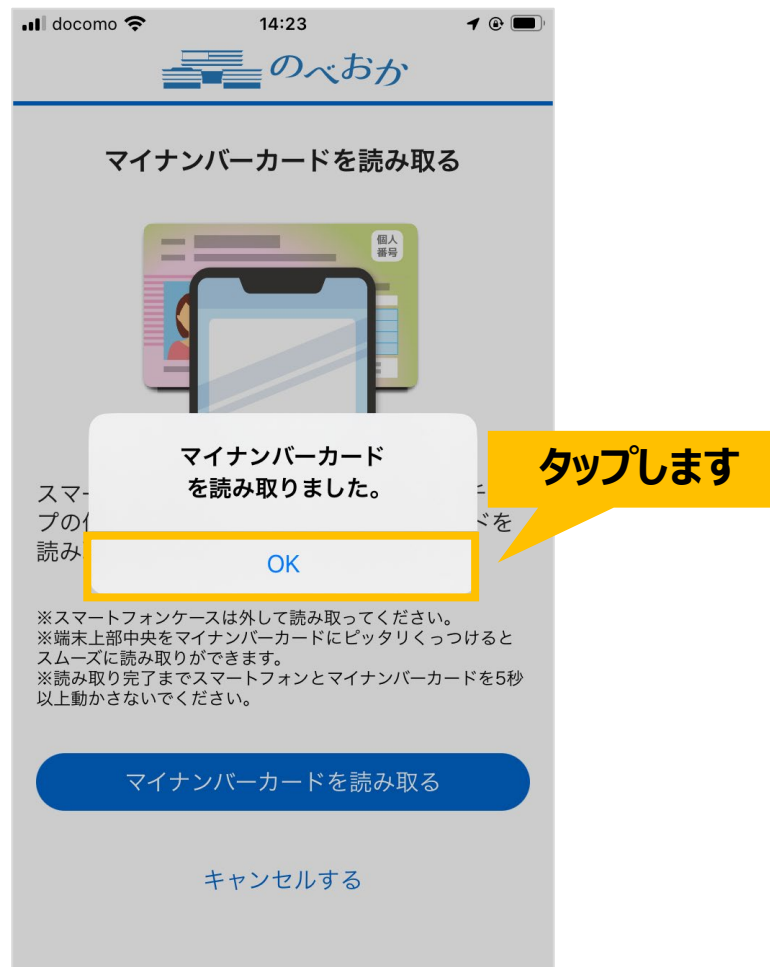 docomo 14:23
のべおか
マイナンバーカードを読み取る
個人
番号
マイナンバーカード
を読み取りました。
タップします
スマ
プの
ドを
読み
OK
※スマートフォンケースは外して読み取ってください。
※端末上部中央をマイナンバーカードにピッタリくっつけると
スムーズに読み取りができます。
※読み取り完了までスマートフォンとマイナンバーカードを5秒
以上動かさないでください。
マイナンバーカードを読み取る
キャンセルする